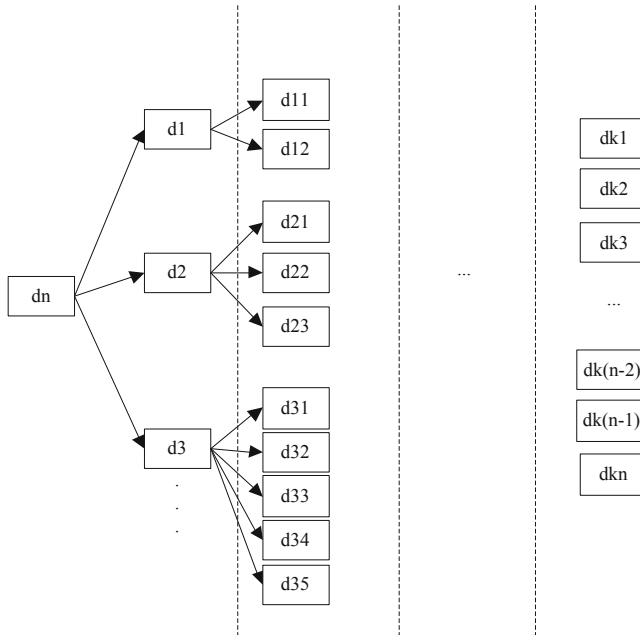 dn
d1
d2
d3
.
.
.
d11
d12
d21
d22
d23
d31
d32
d33
d34
d35
...
dk1
dk2
dk3
...
dk(n-2)
dk(n-1)
dkn